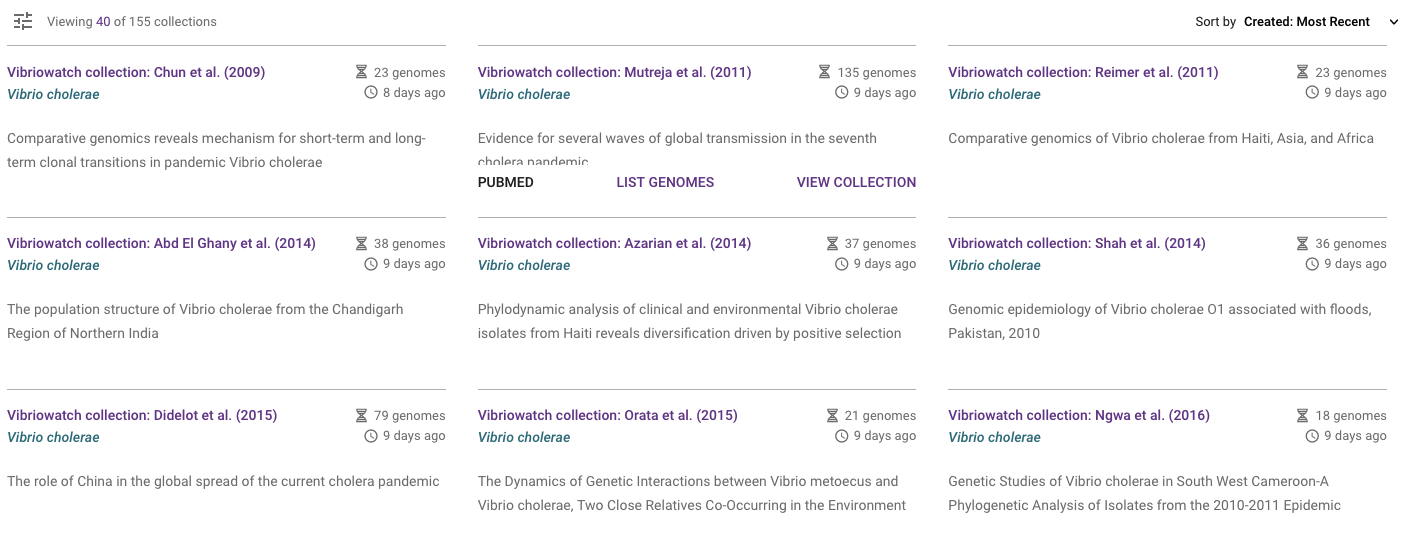 Viewing 40 of 155 collections
Sort by Created: Most Recent
Vibriowatch collection: Chun et al. (2009)
23 genomes
Vibrio cholerae
8 days ago
Comparative genomics reveals mechanism for short-term and long-
term clonal transitions in pandemic Vibrio cholerae
Vibriowatch collection: Mutreja et al. (2011)
135 genomes
Vibrio cholerae
9 days ago
Evidence for several waves of global transmission in the seventh
cholera pandemic
PUBMED LIST GENOMES VIEW COLLECTION
Vibriowatch collection: Reimer et al. (2011)
23 genomes
Vibrio cholerae
9 days ago
Comparative genomics of Vibrio cholerae from Haiti, Asia, and Africa
Vibriowatch collection: Abd El Ghany et al. (2014)
38 genomes
Vibrio cholerae
9 days ago
The population structure of Vibrio cholerae from the Chandigarh
Region of Northern India
Vibriowatch collection: Azarian et al. (2014)
37 genomes
Vibrio cholerae
9 days ago
Phylodynamic analysis of clinical and environmental Vibrio cholerae
isolates from Haiti reveals diversification driven by positive selection
Vibriowatch collection: Shah et al. (2014)
36 genomes
Vibrio cholerae
9 days ago
Genomic epidemiology of Vibrio cholerae O1 associated with floods,
Pakistan, 2010
Vibriowatch collection: Didelot et al. (2015)
79 genomes
Vibrio cholerae
9 days ago
The role of China in the global spread of the current cholera pandemic
Vibriowatch collection: Orata et al. (2015)
21 genomes
Vibrio cholerae
9 days ago
The Dynamics of Genetic Interactions between Vibrio metoecus and
Vibrio cholerae, Two Close Relatives Co-Occurring in the Environment
Vibriowatch collection: Ngwa et al. (2016)
18 genomes
Vibrio cholerae
9 days ago
Genetic Studies of Vibrio cholerae in South West Cameroon-A
Phylogenetic Analysis of Isolates from the 2010-2011 Epidemic